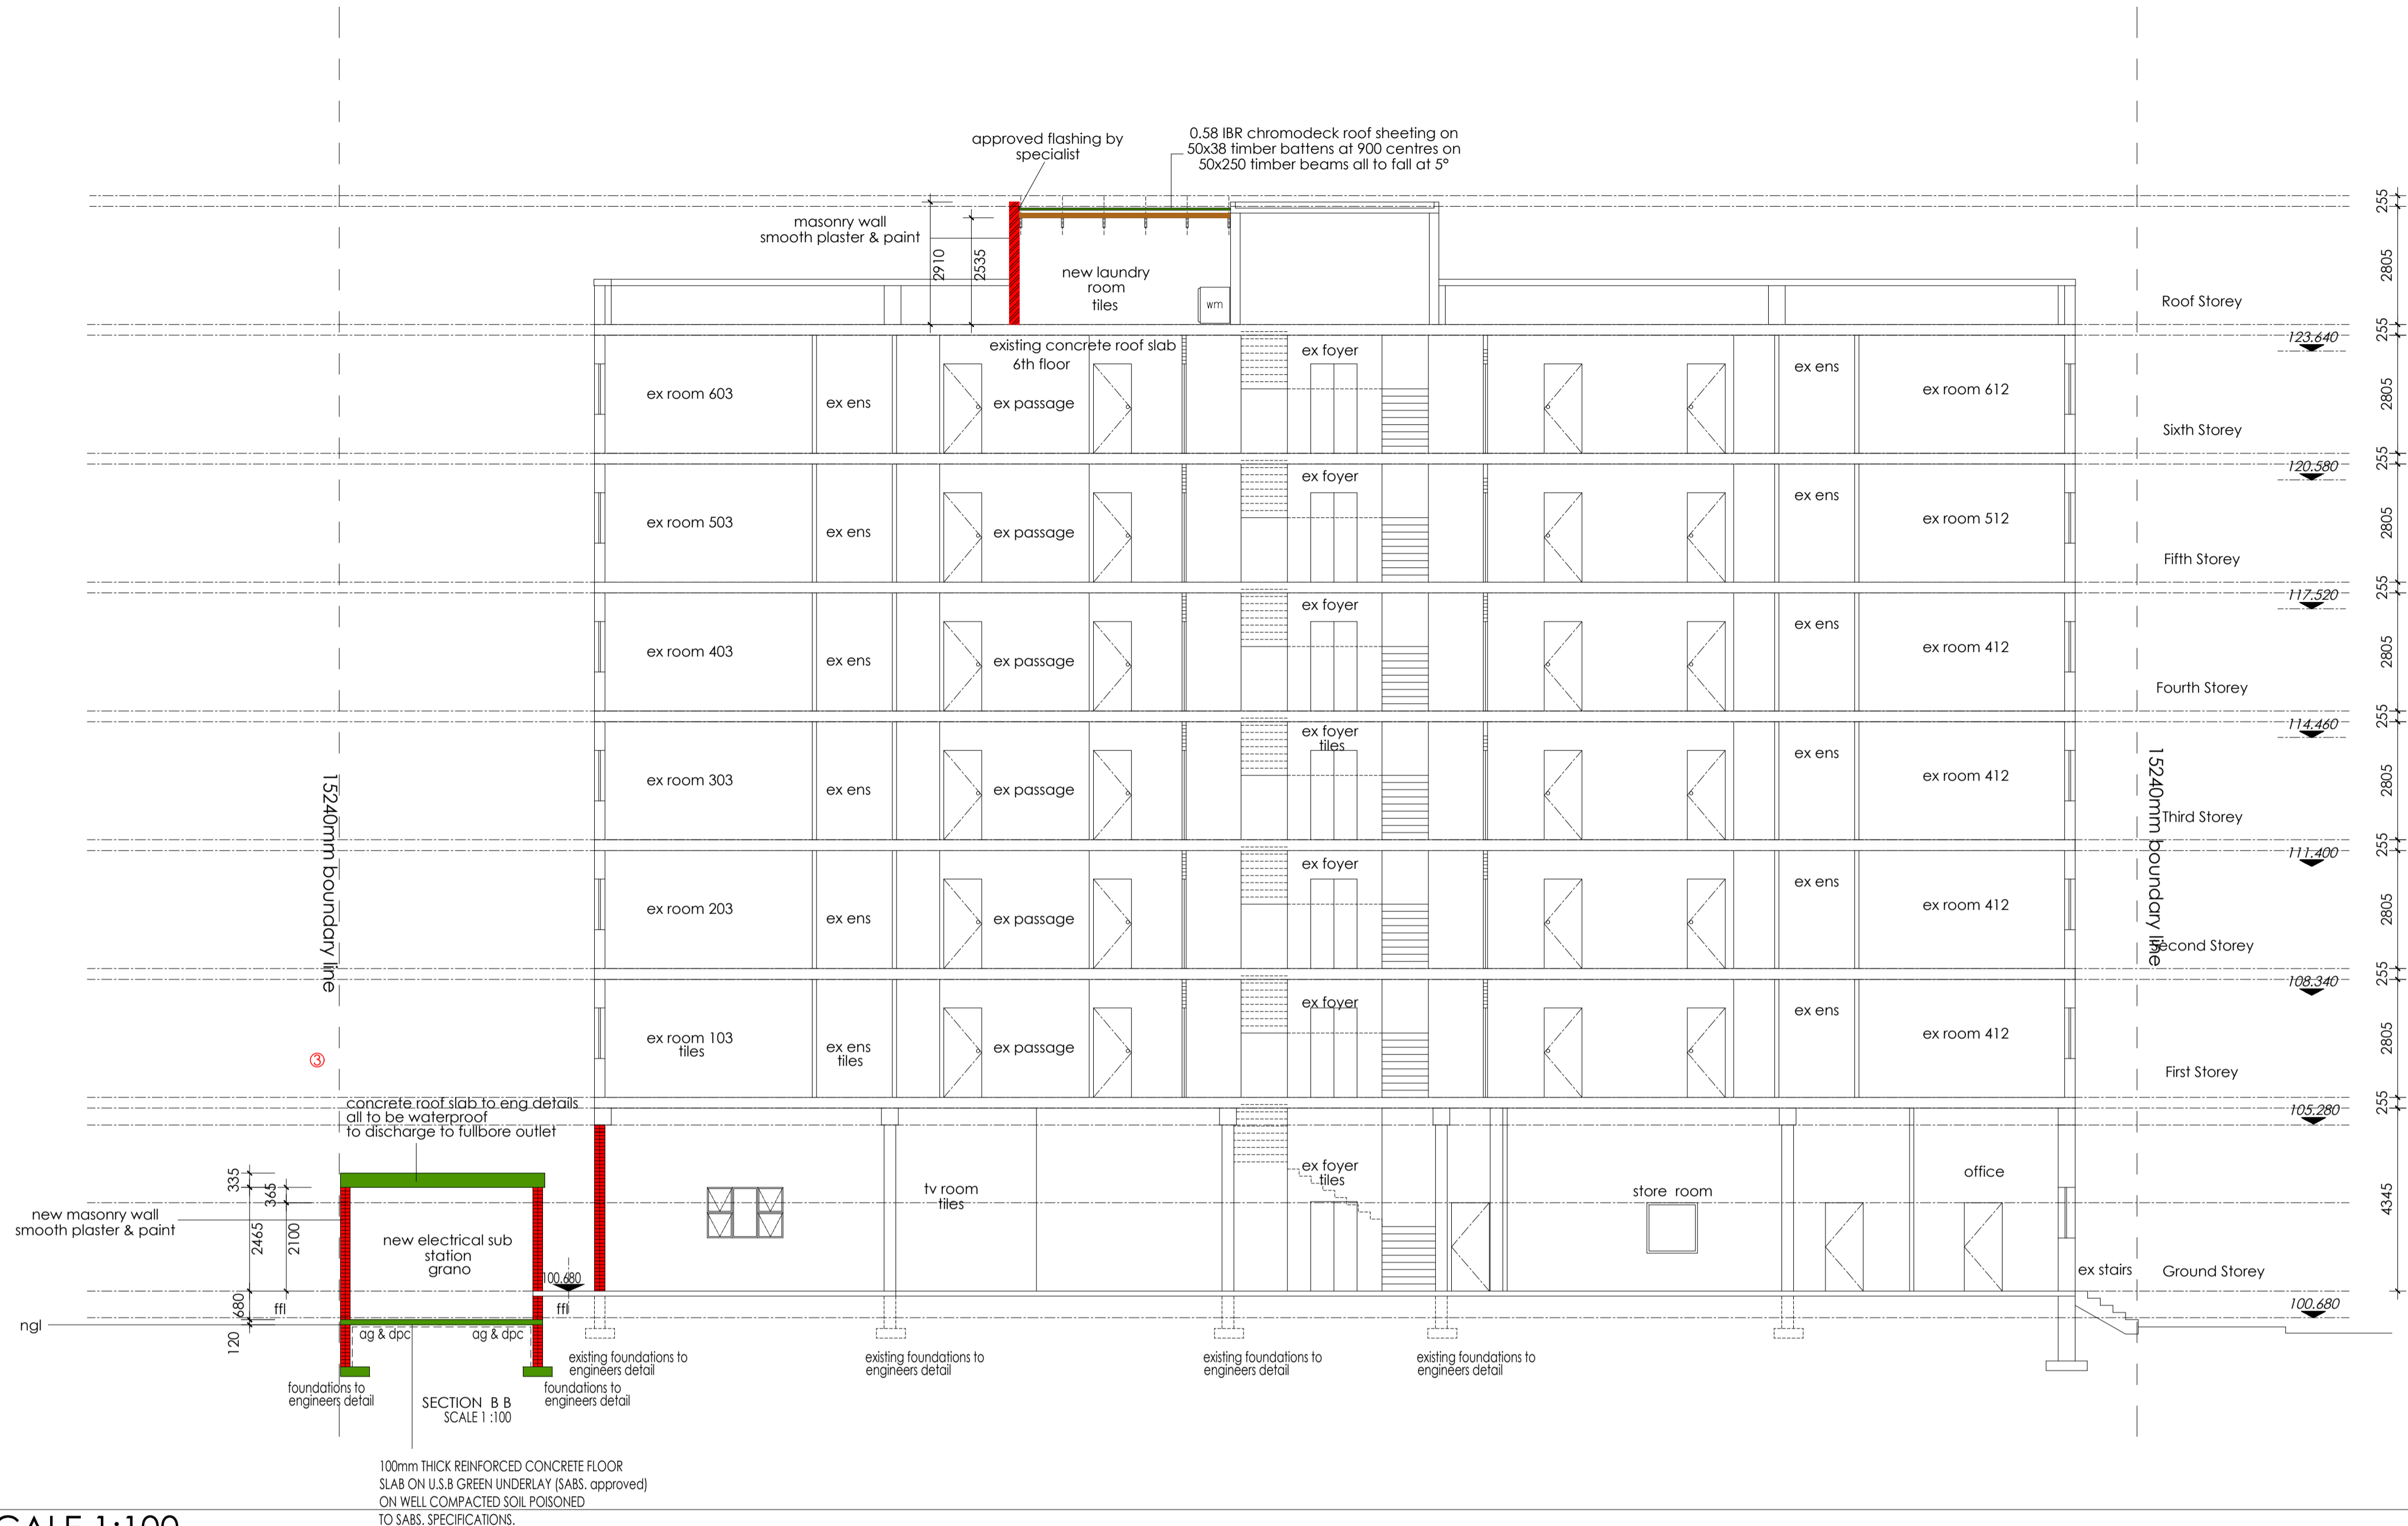 approved flashing by
specialist
0.58 IBR chromodeck roof sheeting on
50x38 timber battens at 900 centres on
50x250 timber beams all to fall at 5°
masonry wall
smooth plaster & paint
2910
2535
new laundry
room
tiles
wm
255
2805
Roof Storey
255
123.640
existing concrete roof slab
6th floor
ex foyer
ex room 603
ex ens
ex passage
ex ens
ex room 612
2805
Sixth Storey
255
120.580
ex foyer
ex room 503
ex ens
ex passage
ex ens
ex room 512
2805
Fifth Storey
255
117.520
ex foyer
ex room 403
ex ens
ex passage
ex ens
ex room 412
2805
Fourth Storey
255
114.460
ex foyer
tiles
ex room 303
ex ens
ex passage
ex ens
ex room 412
2805
Third Storey
255
111.400
15240mm boundary line
15240mm boundary line
ex foyer
ex room 203
ex ens
ex passage
ex ens
ex room 412
2805
Second Storey
255
108.340
ex foyer
ex room 103
tiles
ex ens
tiles
ex passage
ex ens
ex room 412
2805
First Storey
255
105.280
3
concrete roof slab to eng details
all to be waterproof
to discharge to fullbore outlet
335
365
2465
2100
680
120
new masonry wall
smooth plaster & paint
new electrical sub
station
grano
100.680
ffl
ffl
ngl
ag & dpc
ag & dpc
tv room
tiles
ex foyer
tiles
store room
office
4345
ex stairs
Ground Storey
100.680
existing foundations to
engineers detail
existing foundations to
engineers detail
existing foundations to
engineers detail
existing foundations to
engineers detail
foundations to
engineers detail
foundations to
engineers detail
SECTION B B
SCALE 1 :100
100mm THICK REINFORCED CONCRETE FLOOR
SLAB ON U.S.B GREEN UNDERLAY (SABS. approved)
ON WELL COMPACTED SOIL POISONED
TO SABS. SPECIFICATIONS.
CALE 1:100